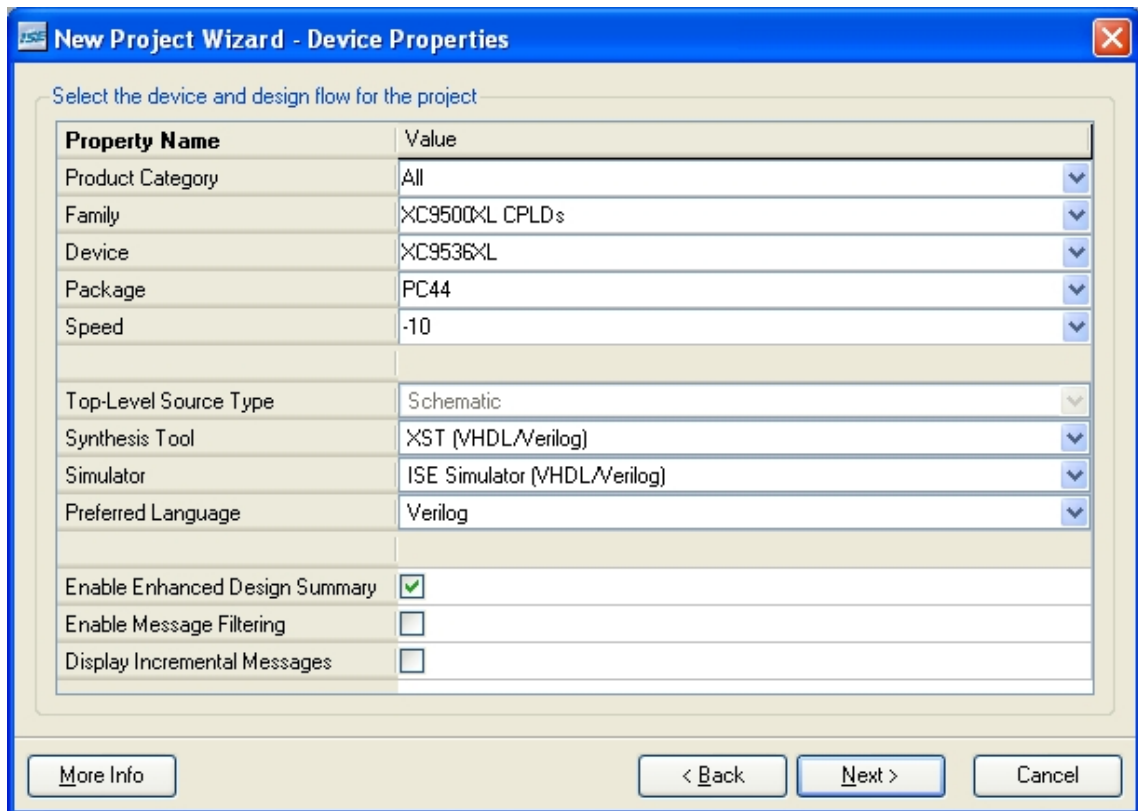 ISE New Project Wizard - Device Properties
Select the device and design flow for the project
Property Name Value
Product Category All
Family XC9500XL CPLDs
Device XC9536XL
Package PC44
Speed -10
Top-Level Source Type Schematic
Synthesis Tool XST (VHDL/Verilog)
Simulator ISE Simulator (VHDL/Verilog)
Preferred Language Verilog
Enable Enhanced Design Summary
Enable Message Filtering
Display Incremental Messages
More Info < Back Next > Cancel